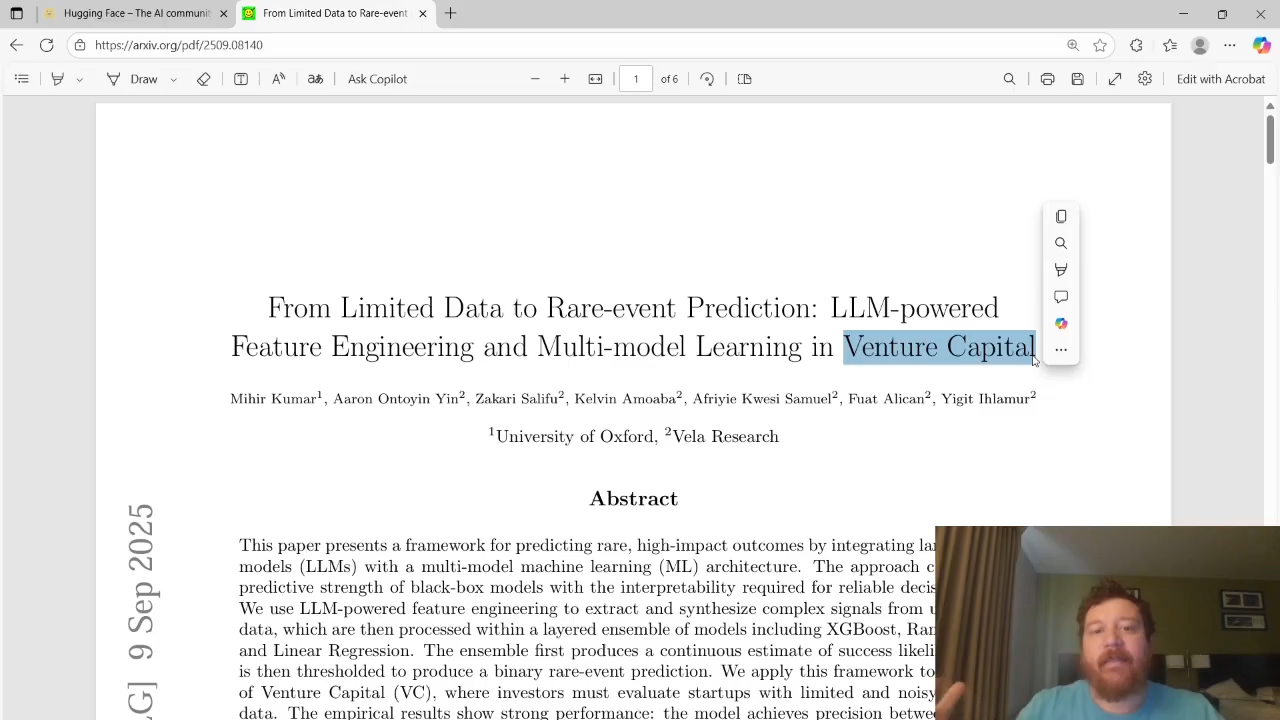 Hugging Face – The AI communit
From Limited Data to Rare-event
https://arxiv.org/pdf/2509.08140
Draw
Ask Copilot
1 of 6
Edit with Acrobat
From Limited Data to Rare-event Prediction: LLM-powered
Feature Engineering and Multi-model Learning in Venture Capital
Mihir Kumar¹, Aaron Ontoyin Yin², Zakari Salifu², Kelvin Amoaba², Afriyie Kwesi Samuel², Fuat Alican², Yigit Ihlamur²
¹University of Oxford, ²Vela Research
Abstract
This paper presents a framework for predicting rare, high-impact outcomes by integrating la
models (LLMs) with a multi-model machine learning (ML) architecture. The approach c
predictive strength of black-box models with the interpretability required for reliable decis
We use LLM-powered feature engineering to extract and synthesize complex signals from u
data, which are then processed within a layered ensemble of models including XGBoost, Ran
and Linear Regression. The ensemble first produces a continuous estimate of success likeli
is then thresholded to produce a binary rare-event prediction. We apply this framework to
of Venture Capital (VC), where investors must evaluate startups with limited and noisy
data. The empirical results show strong performance: the model achieves precision betwe
LG] 9 Sep 2025